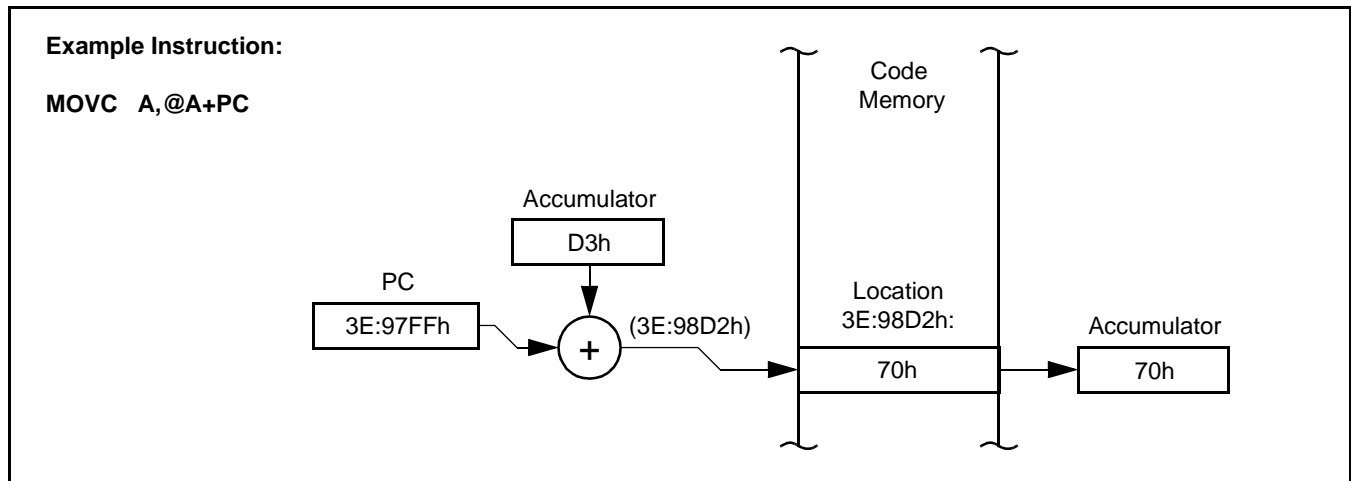 Example Instruction:
MOVC A,@A+PC
Code
Memory
Accumulator
D3h
PC
3E:97FFh
+
(3E:98D2h)
Location
3E:98D2h:
70h
Accumulator
70h